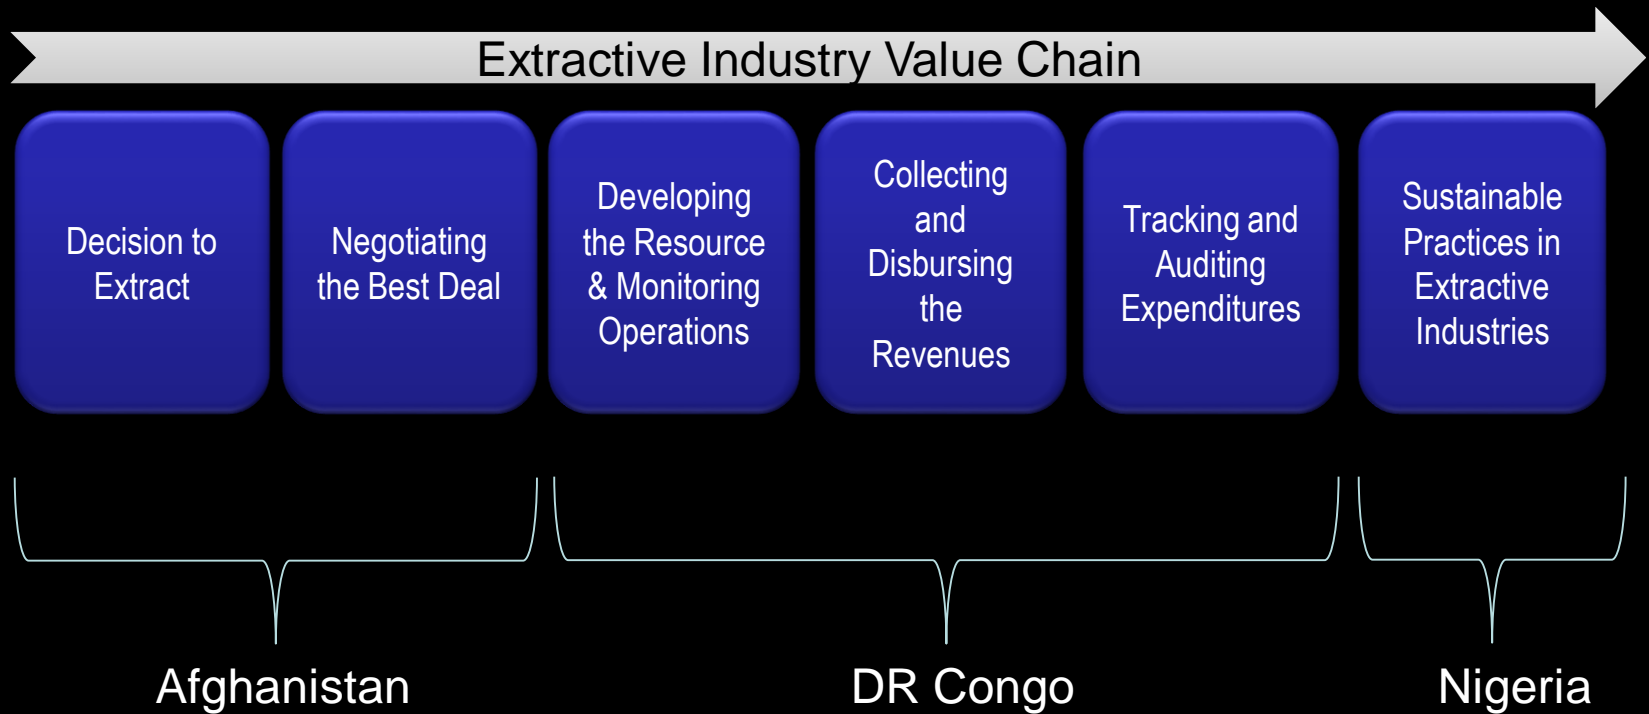 Extractive Industry Value Chain
Decision to
Extract
Negotiating
the Best Deal
Developing
the Resource
& Monitoring
Operations
Collecting
and
Disbursing
the
Revenues
Tracking and
Auditing
Expenditures
Sustainable
Practices in
Extractive
Industries
Afghanistan
DR Congo
Nigeria